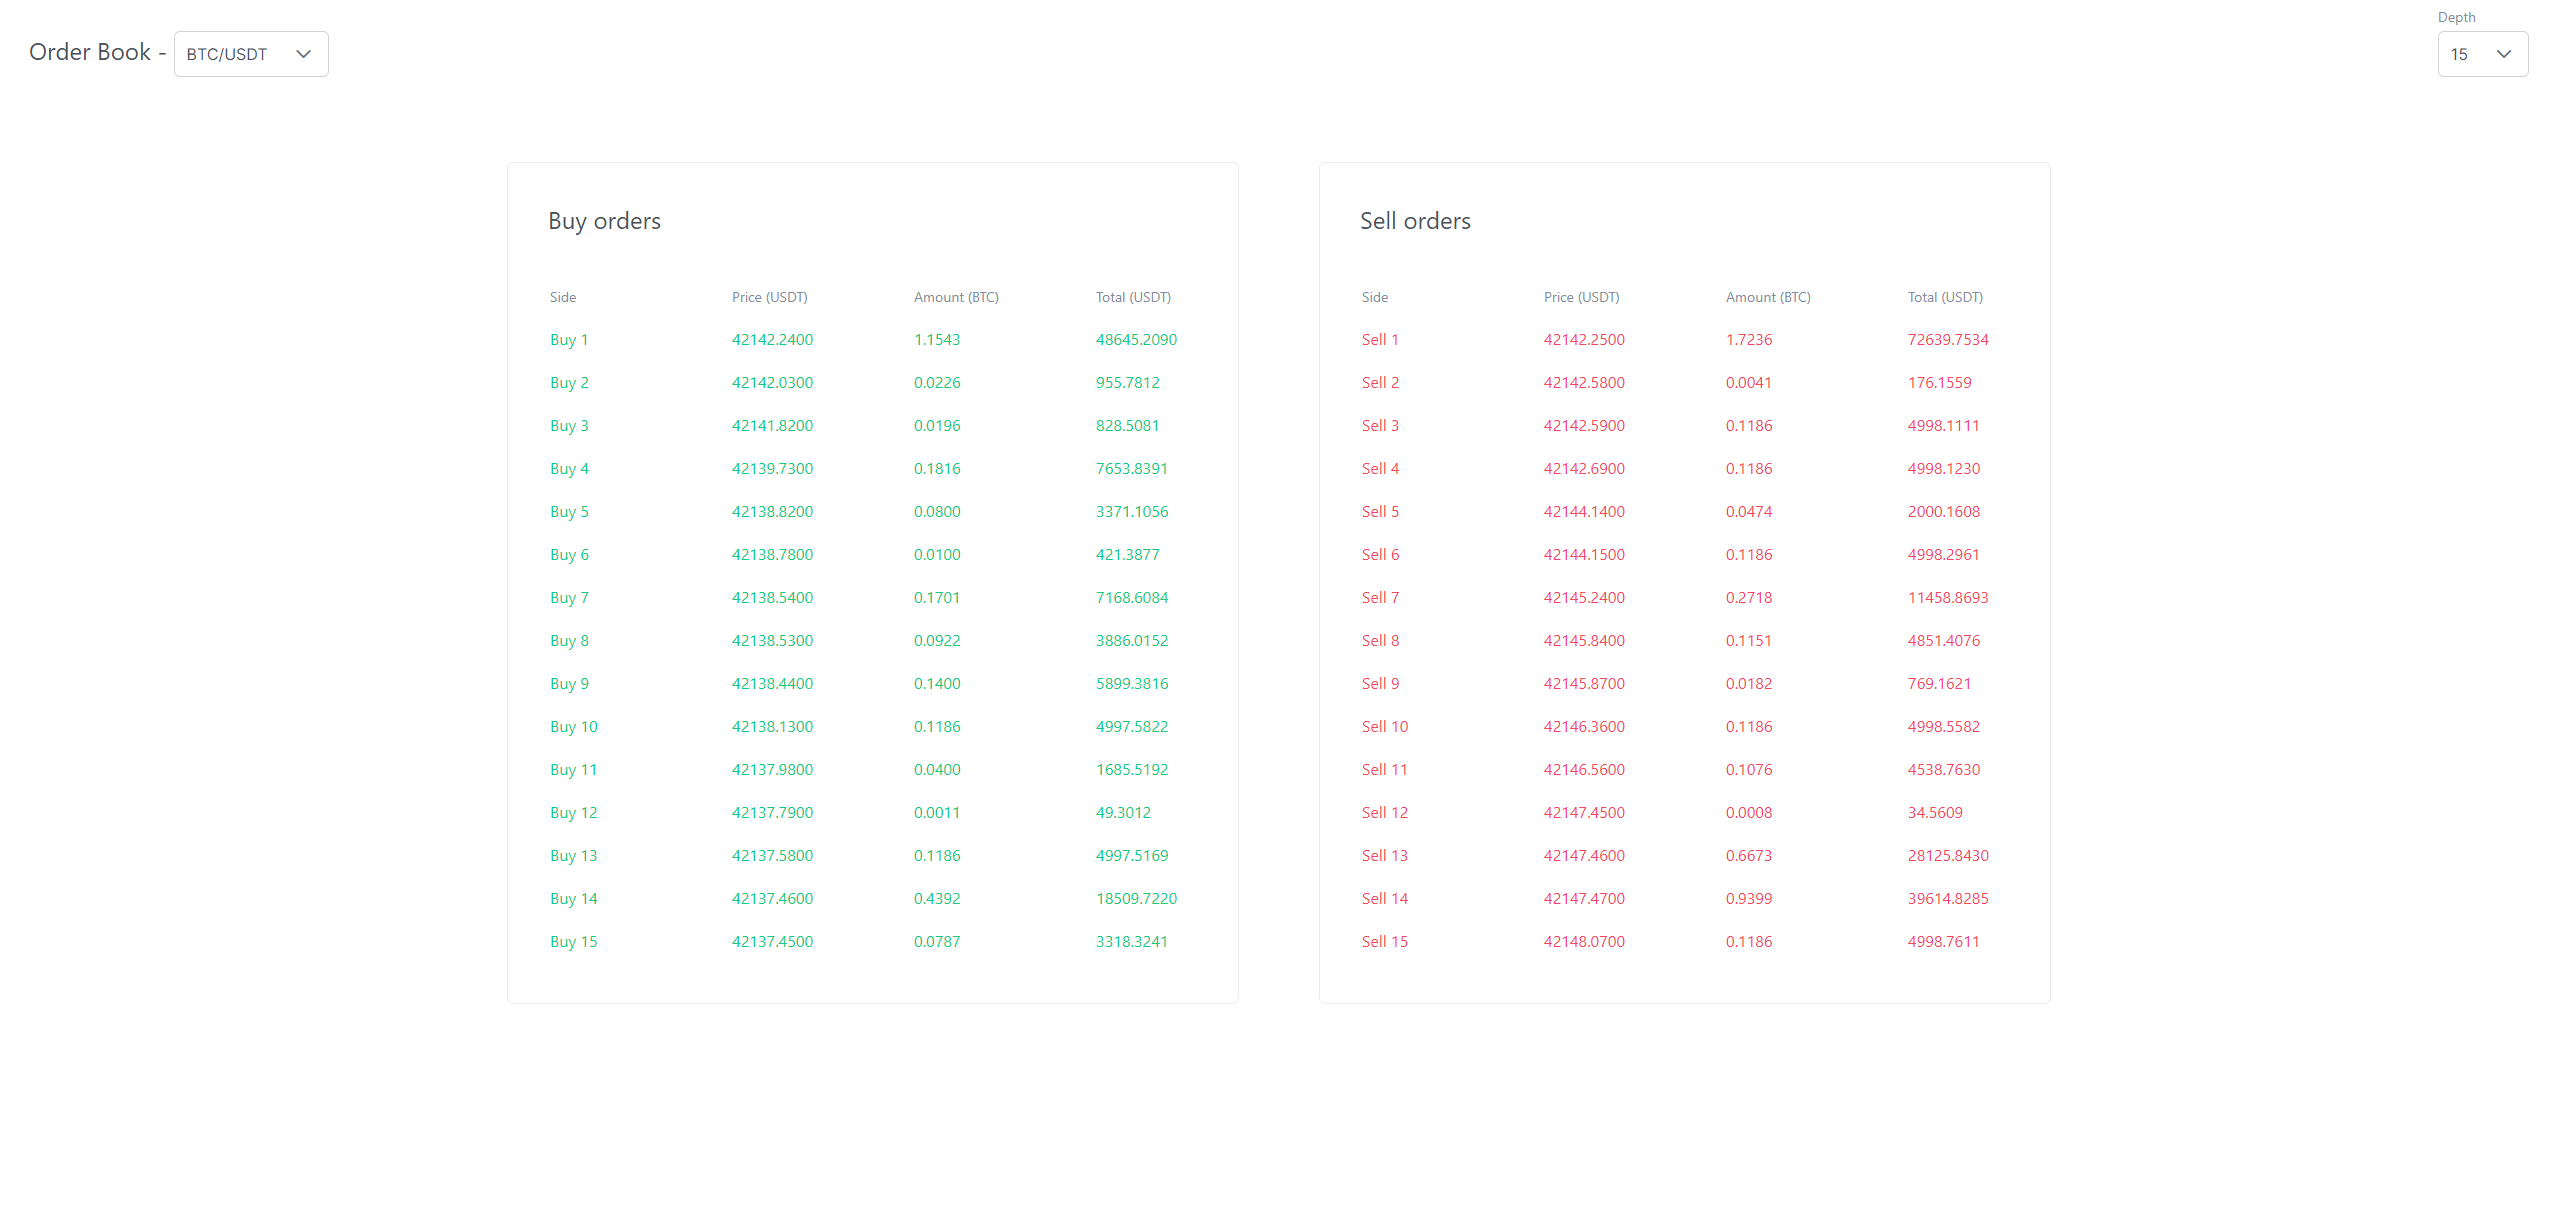 Depth
Order Book - BTC/USDT 15
Buy orders
Side Price (USDT) Amount (BTC) Total (USDT)
Buy 1 42142.2400 1.1543 48645.2090
Buy 2 42142.0300 0.0226 955.7812
Buy 3 42141.8200 0.0196 828.5081
Buy 4 42139.7300 0.1816 7653.8391
Buy 5 42138.8200 0.0800 3371.1056
Buy 6 42138.7800 0.0100 421.3877
Buy 7 42138.5400 0.1701 7168.6084
Buy 8 42138.5300 0.0922 3886.0152
Buy 9 42138.4400 0.1400 5899.3816
Buy 10 42138.1300 0.1186 4997.5822
Buy 11 42137.9800 0.0400 1685.5192
Buy 12 42137.7900 0.0011 49.3012
Buy 13 42137.5800 0.1186 4997.5169
Buy 14 42137.4600 0.4392 18509.7220
Buy 15 42137.4500 0.0787 3318.3241
Sell orders
Side Price (USDT) Amount (BTC) Total (USDT)
Sell 1 42142.2500 1.7236 72639.7534
Sell 2 42142.5800 0.0041 176.1559
Sell 3 42142.5900 0.1186 4998.1111
Sell 4 42142.6900 0.1186 4998.1230
Sell 5 42144.1400 0.0474 2000.1608
Sell 6 42144.1500 0.1186 4998.2961
Sell 7 42145.2400 0.2718 11458.8693
Sell 8 42145.8400 0.1151 4851.4076
Sell 9 42145.8700 0.0182 769.1621
Sell 10 42146.3600 0.1186 4998.5582
Sell 11 42146.5600 0.1076 4538.7630
Sell 12 42147.4500 0.0008 34.5609
Sell 13 42147.4600 0.6673 28125.8430
Sell 14 42147.4700 0.9399 39614.8285
Sell 15 42148.0700 0.1186 4998.7611